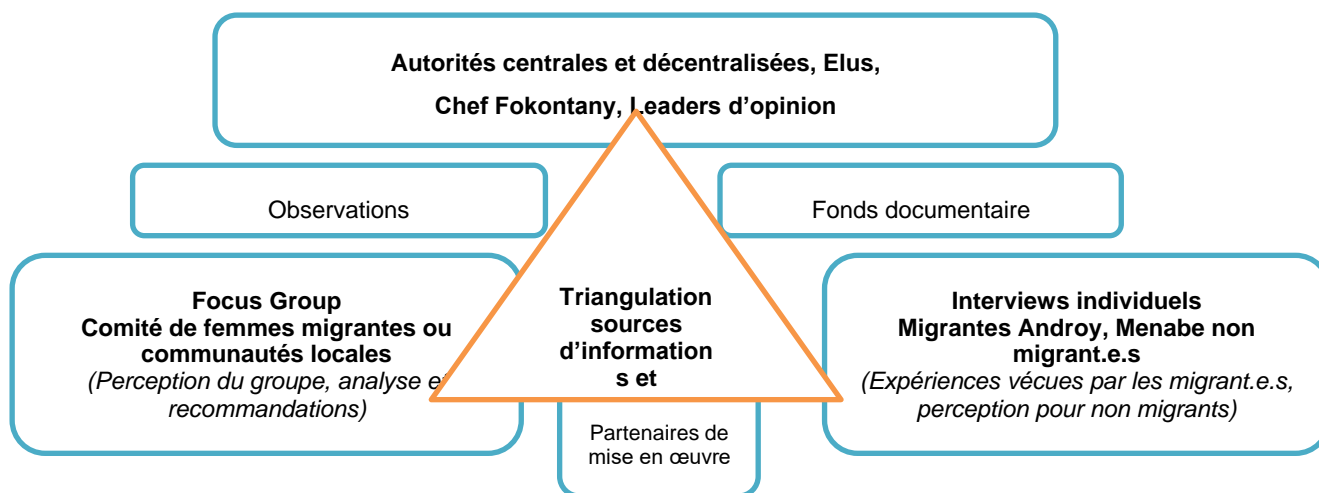 Autorités centrales et décentralisées, Elus,
Chef Fokontany, Leaders d'opinion
Observations
Fonds documentaire
Focus Group
Comité de femmes migrantes ou
communautés locales
(Perception du groupe, analyse et
recommandations)
Triangulation
sources
d'information
s et
Interviews individuels
Migrantes Androy, Menabe non
migrant.e.s
(Expériences vécues par les migrant.e.s,
perception pour non migrants)
Partenaires de
mise en œuvre